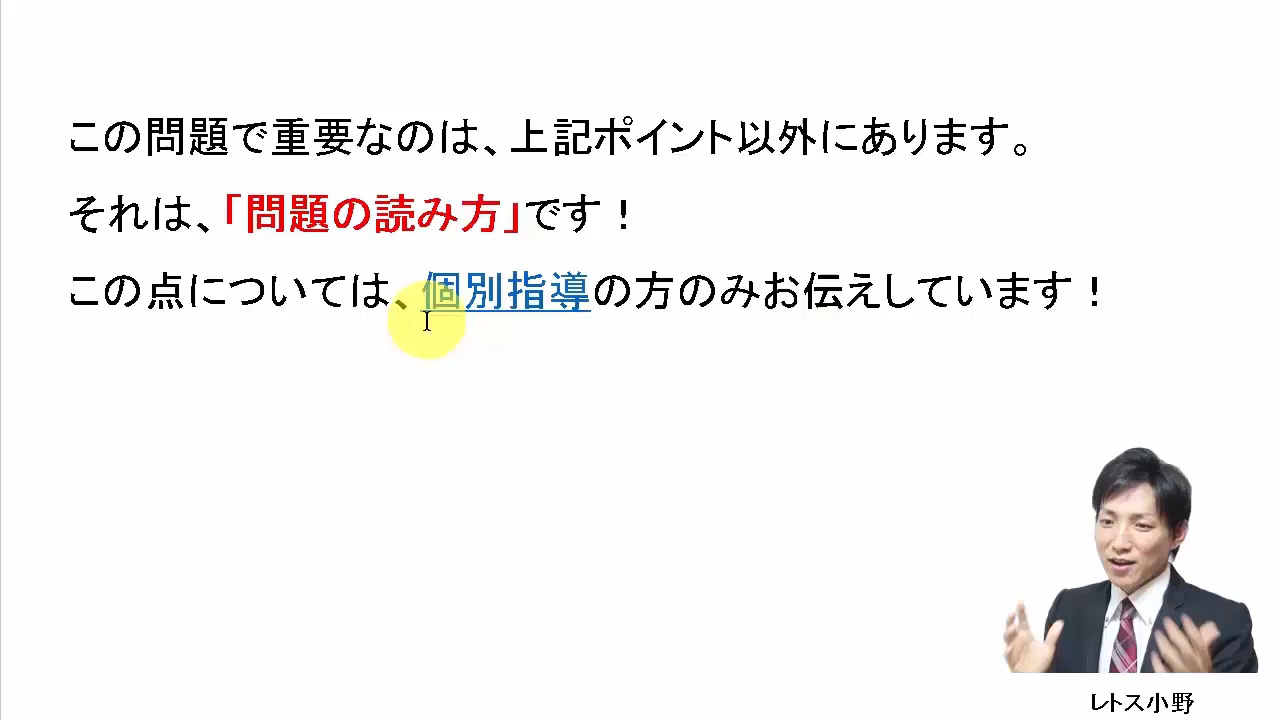 この問題で重要なのは、上記ポイント以外にあります。
それは、「問題の読み方」です！
この点については、個別指導の方のみお伝えしています！
レトス小野